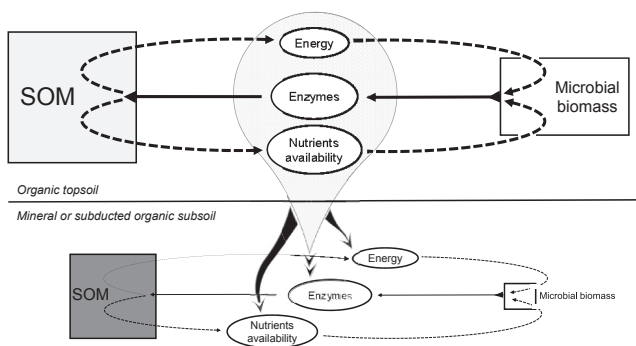 Energy
SOM
Enzymes
Microbial
biomass
Nutrients
availability
Organic topsoil
Mineral or subducted organic subsoil
Energy
SOM
Enzymes
Microbial biomass
Nutrients
availability